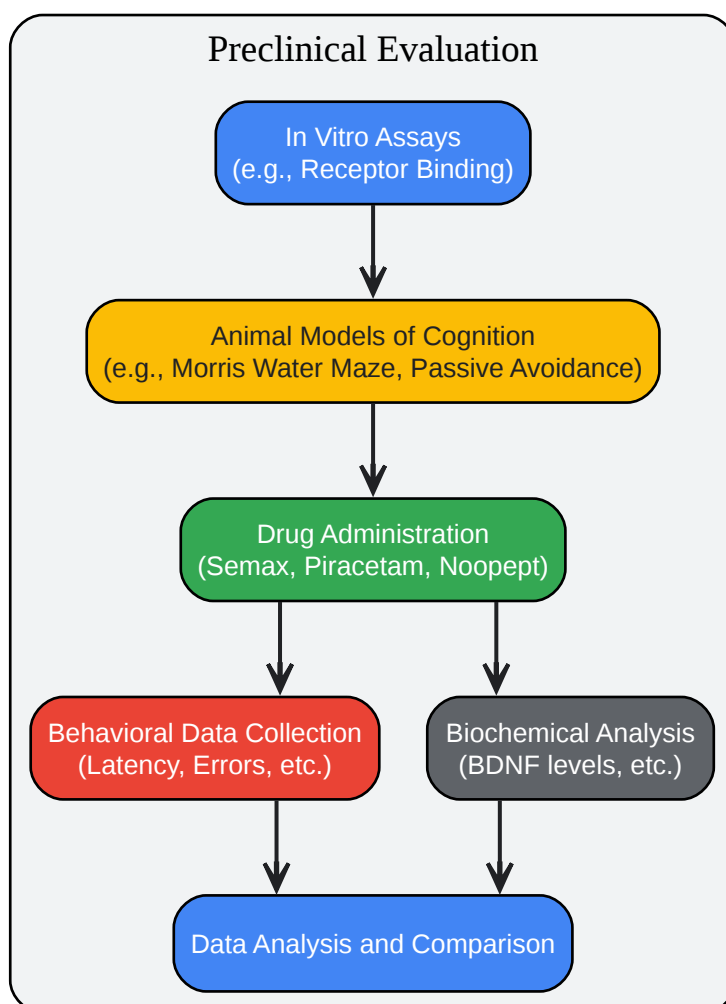 Preclinical Evaluation
In Vitro Assays
(e.g., Receptor Binding)
Animal Models of Cognition
(e.g., Morris Water Maze, Passive Avoidance)
Drug Administration
(Semax, Piracetam, Noopept)
Behavioral Data Collection
(Latency, Errors, etc.)
Biochemical Analysis
(BDNF levels, etc.)
Data Analysis and Comparison